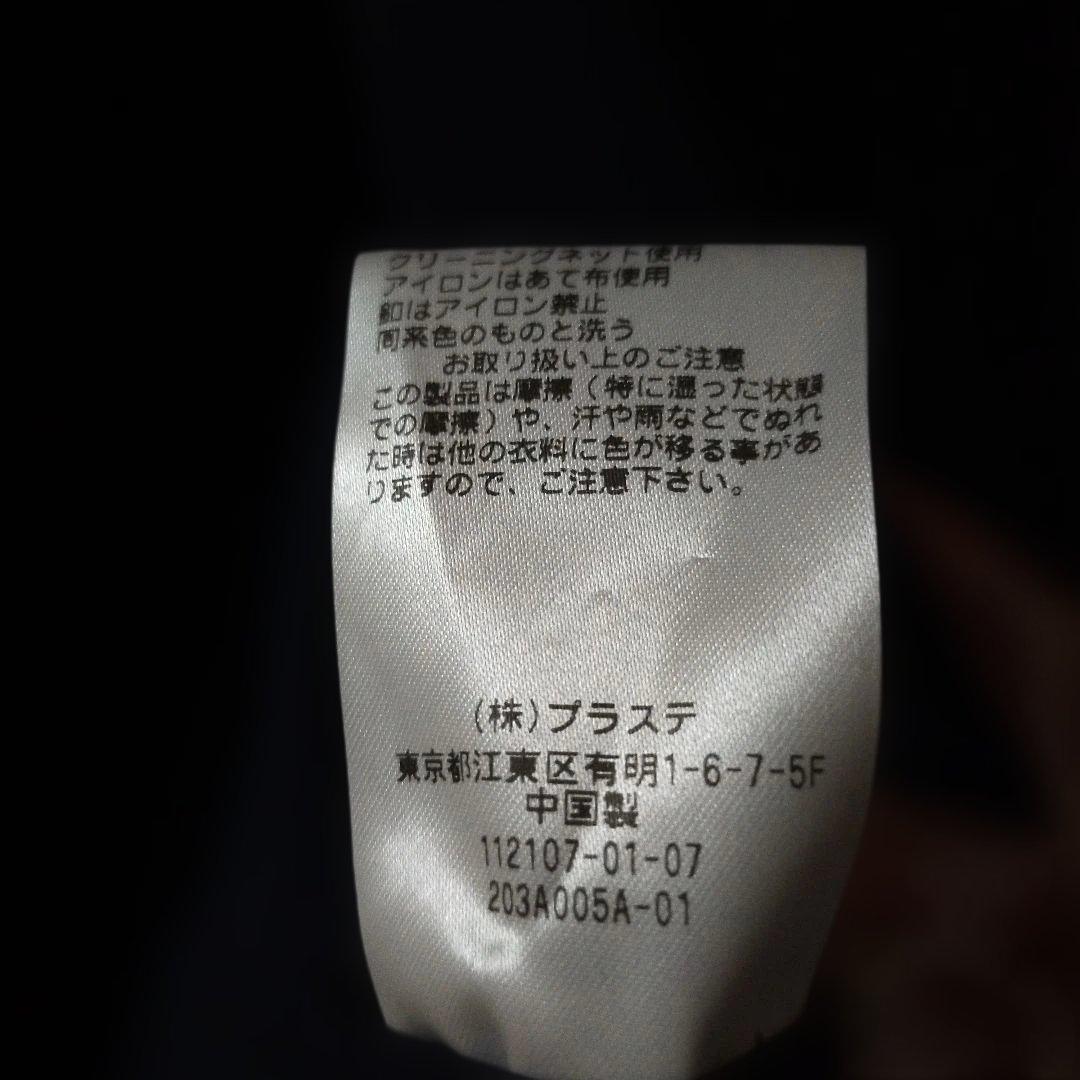 クリーニングネット使用
アイロンはあて布使用
釦はアイロン禁止
同系色のものと洗う
お取り扱い上のご注意
この製品は摩擦(特に湿った状態
での摩擦)や、汗や雨などでぬれ
た時は他の衣料に色が移る事があ
りますので、ご注意下さい。
(株)プラステ
東京都江東区有明1-6-7-5F
中国製
112107-01-07
203A005A-01